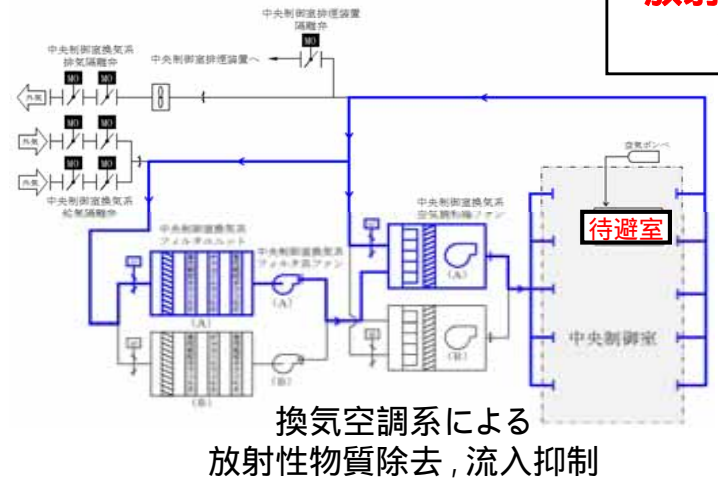 放射
中央制御室排煙装置
隔離弁
MO
中央制御室換気系
排気隔離弁
中央制御室排煙装置へ
MO MO
外気
MO MO
外気
MO MO
外気
中央制御室換気系
給気隔離弁
空気ボンベ
中央制御室換気系
空気調和機ファン
待避室
中央制御室換気系
フィルタユニット
中央制御室換気系
フィルタ系ファン
(A)
(A)
(A)
(B)
(B)
(B)
中央制御室
換気空調系による
放射性物質除去,流入抑制